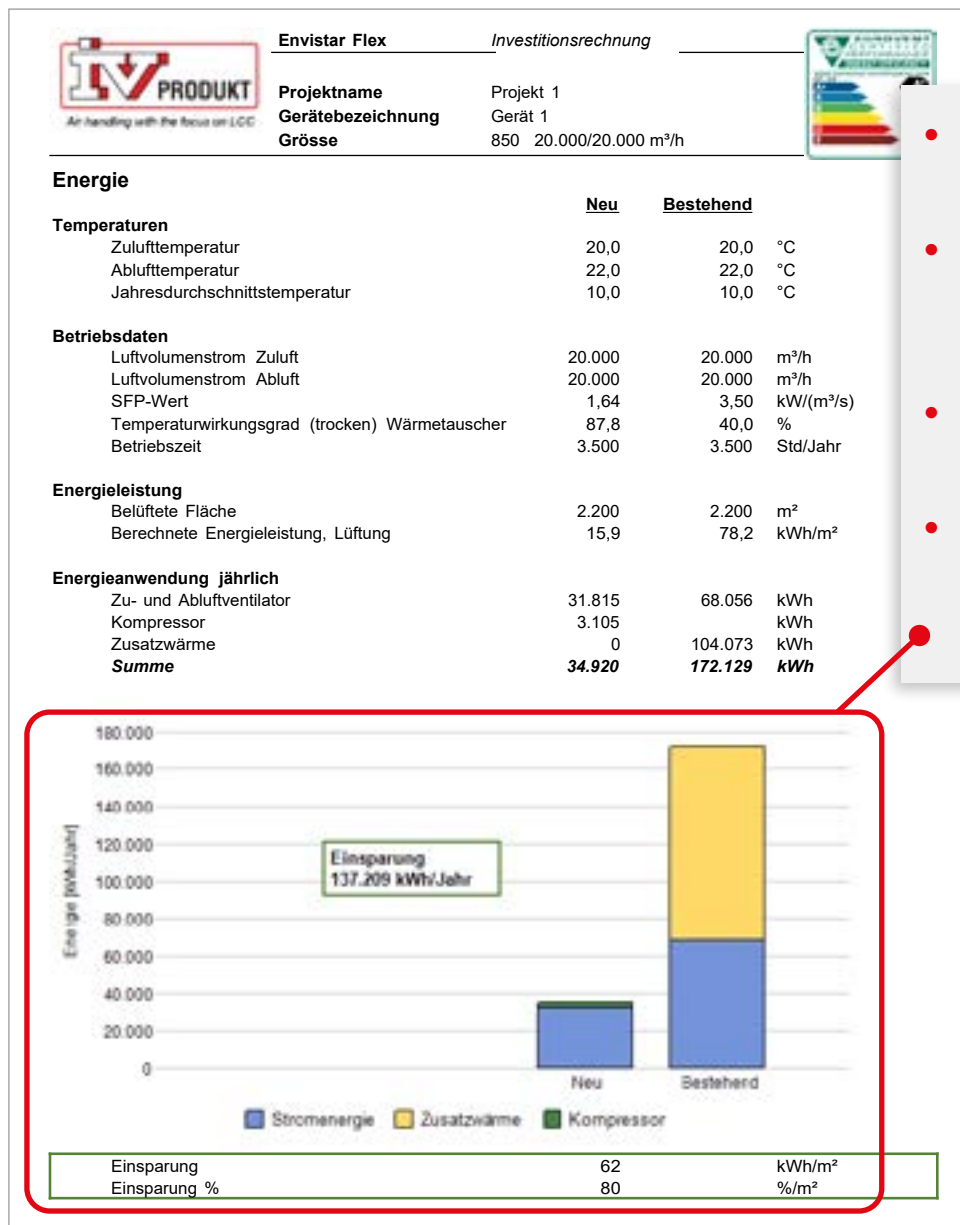 IV PRODUKT
Air handling with the focus on LCC
Envistar Flex Investitionsrechnung
Projektname Projekt 1
Gerätebezeichnung Gerät 1
Grösse 850 20.000/20.000 m³/h
Energie
Neu Bestehend
Temperaturen
Zulufttemperatur 20,0 20,0 °C
Ablufttemperatur 22,0 22,0 °C
Jahresdurchschnittstemperatur 10,0 10,0 °C
Betriebsdaten
Luftvolumenstrom Zuluft 20.000 20.000 m³/h
Luftvolumenstrom Abluft 20.000 20.000 m³/h
SFP-Wert 1,64 3,50 kW/(m³/s)
Temperaturwirkungsgrad (trocken) Wärmetauscher 87,8 40,0 %
Betriebszeit 3.500 3.500 Std/Jahr
Energieleistung
Belüftete Fläche 2.200 2.200 m²
Berechnete Energieleistung, Lüftung 15,9 78,2 kWh/m²
Energieanwendung jährlich
Zu- und Abluftventilator 31.815 68.056 kWh
Kompressor 3.105 kWh
Zusatzwärme 0 104.073 kWh
Summe 34.920 172.129 kWh
Energie [kWh/Jahr]
180.000
160.000
140.000
120.000
100.000
80.000
60.000
40.000
20.000
0
Einsparung
137.209 kWh/Jahr
Neu Bestehend
Stromenergie Zusatzwärme Kompressor
Einsparung 62 kWh/m²
Einsparung % 80 %/m²